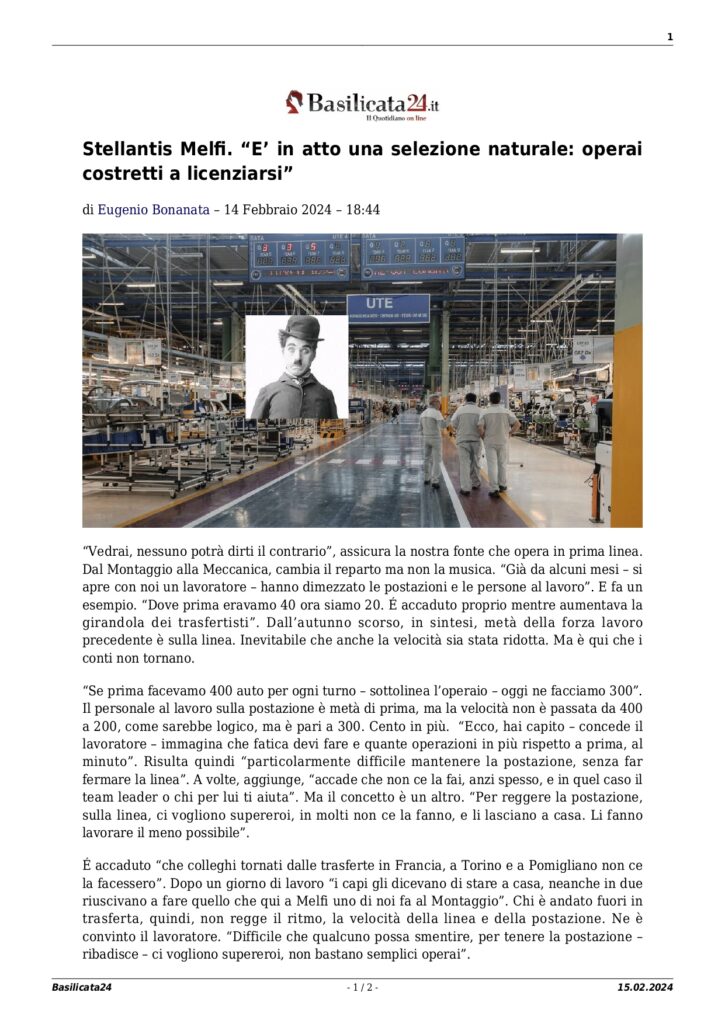 1
Basilicata24.it
Il Quotidiano on line
Stellantis Melfi. “E’ in atto una selezione naturale: operai
costretti a licenziarsi”
di Eugenio Bonanata – 14 Febbraio 2024 – 18:44
UTE
“Vedrai, nessuno potrà dirti il contrario”, assicura la nostra fonte che opera in prima linea.
Dal Montaggio alla Meccanica, cambia il reparto ma non la musica. “Già da alcuni mesi – si
apre con noi un lavoratore – hanno dimezzato le postazioni e le persone al lavoro”. E fa un
esempio. “Dove prima eravamo 40 ora siamo 20. É accaduto proprio mentre aumentava la
girandola dei trasfertisti”. Dall’autunno scorso, in sintesi, metà della forza lavoro
precedente è sulla linea. Inevitabile che anche la velocità sia stata ridotta. Ma è qui che i
conti non tornano.
“Se prima facevamo 400 auto per ogni turno – sottolinea l’operaio – oggi ne facciamo 300”.
Il personale al lavoro sulla postazione è metà di prima, ma la velocità non è passata da 400
a 200, come sarebbe logico, ma è pari a 300. Cento in più. “Ecco, hai capito – concede il
lavoratore – immagina che fatica devi fare e quante operazioni in più rispetto a prima, al
minuto”. Risulta quindi “particolarmente difficile mantenere la postazione, senza far
fermare la linea”. A volte, aggiunge, “accade che non ce la fai, anzi spesso, e in quel caso il
team leader o chi per lui ti aiuta”. Ma il concetto è un altro. “Per reggere la postazione,
sulla linea, ci vogliono supereroi, in molti non ce la fanno, e li lasciano a casa. Li fanno
lavorare il meno possibile”.
É accaduto “che colleghi tornati dalle trasferte in Francia, a Torino e a Pomigliano non ce
la facessero”. Dopo un giorno di lavoro “i capi gli dicevano di stare a casa, neanche in due
riuscivano a fare quello che qui a Melfi uno di noi fa al Montaggio”. Chi è andato fuori in
trasferta, quindi, non regge il ritmo, la velocità della linea e della postazione. Ne è
convinto il lavoratore. “Difficile che qualcuno possa smentire, per tenere la postazione –
ribadisce – ci vogliono supereroi, non bastano semplici operai”.
Basilicata24
- 1 / 2 -
15.02.2024